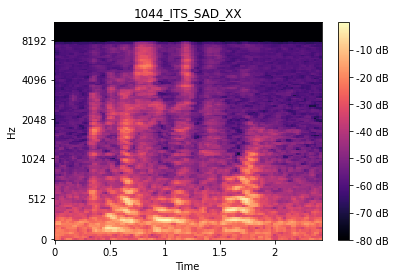 1044_ITS_SAD_XX
8192
4096
2048
1024
512
0
Hz
0
0.5
1
1.5
2
Time
-10 dB
-20 dB
-30 dB
-40 dB
-50 dB
-60 dB
-70 dB
-80 dB